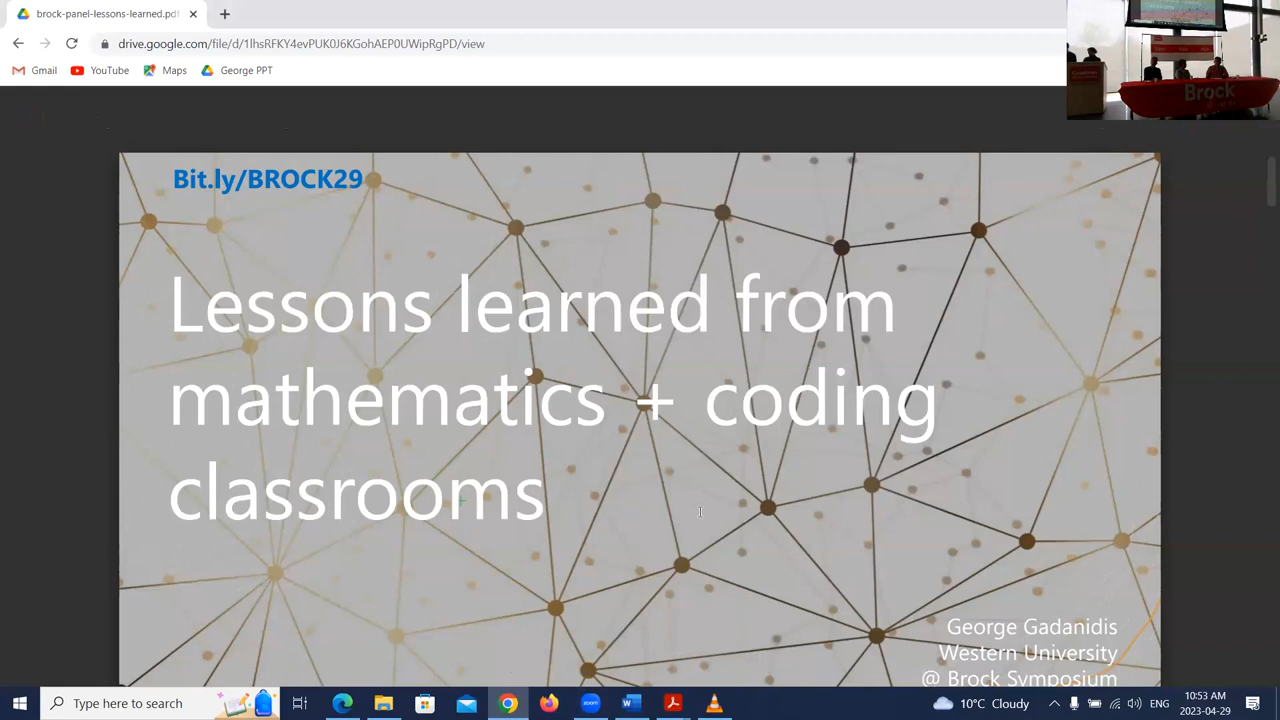 brock-panel-lessons-learned.pdf
drive.google.com/file/d/1lhsRFKY4evPUK0J6KGohAEP0UWipRgPD/view
Gmail
YouTube
Maps
George PPT
Brock
Bit.ly/BROCK29
Lessons learned from
mathematics + coding
classrooms
George Gadanidis
Western University
@ Brock Symposium
Type here to search
10°C Cloudy
ENG
10:53 AM
2023-04-29